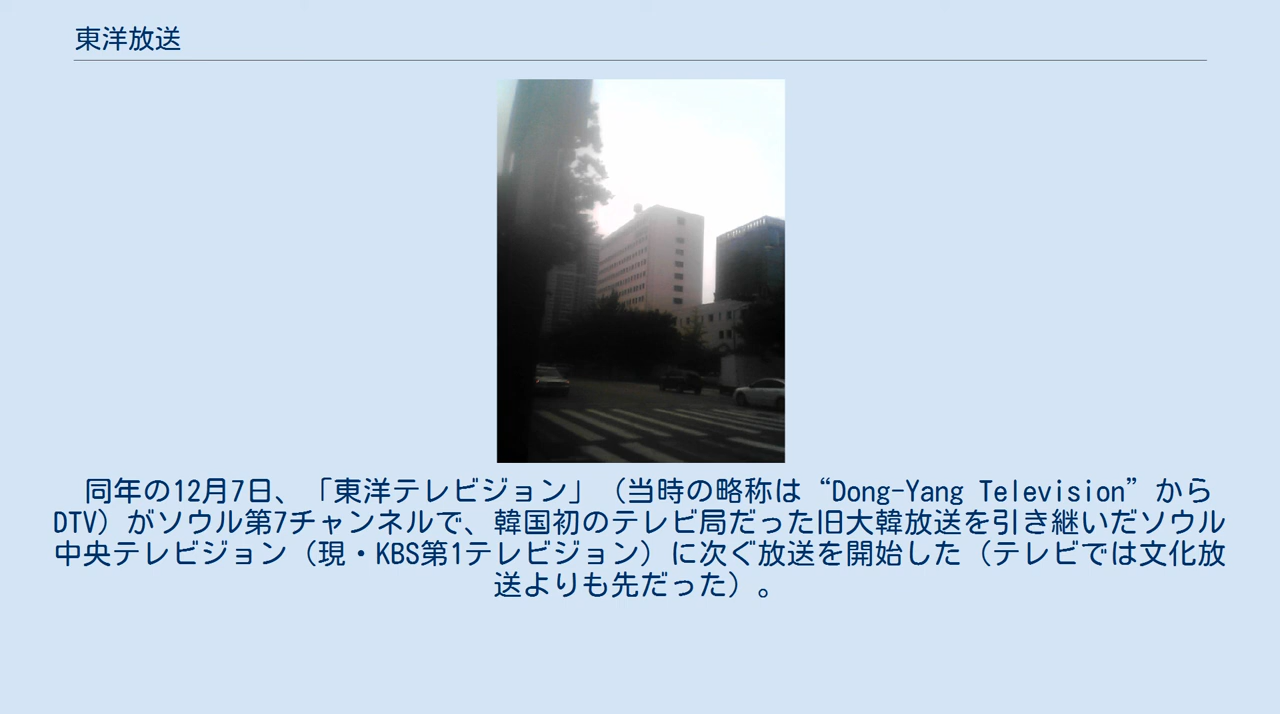 東洋放送
同年の12月7日、「東洋テレビジョン」（当時の略称は“Dong-Yang Television”から
DTV）がソウル第7チャンネルで、韓国初のテレビ局だった旧大韓放送を引き継いだソウル
中央テレビジョン（現・KBS第1テレビジョン）に次ぐ放送を開始した（テレビでは文化放
送よりも先だった）。